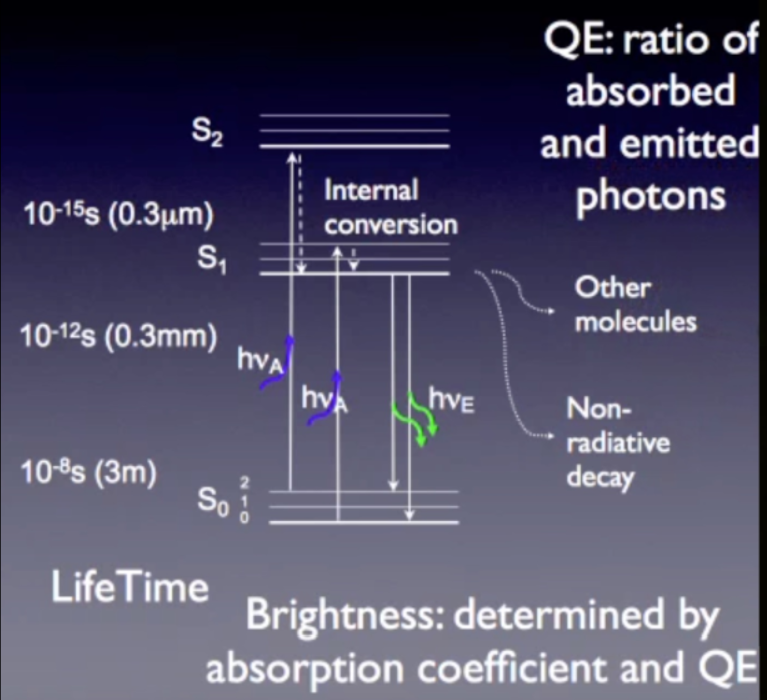 QE: ratio of
absorbed
and emitted
photons
S₂
Internal
conversion
10⁻¹⁵s (0.3μm)
S₁
Other
molecules
10⁻¹²s (0.3mm)
hνA
hνA
hνE
Non-
radiative
decay
10⁻⁸s (3m)
S₀
2
1
0
LifeTime
Brightness: determined by
absorption coefficient and QE